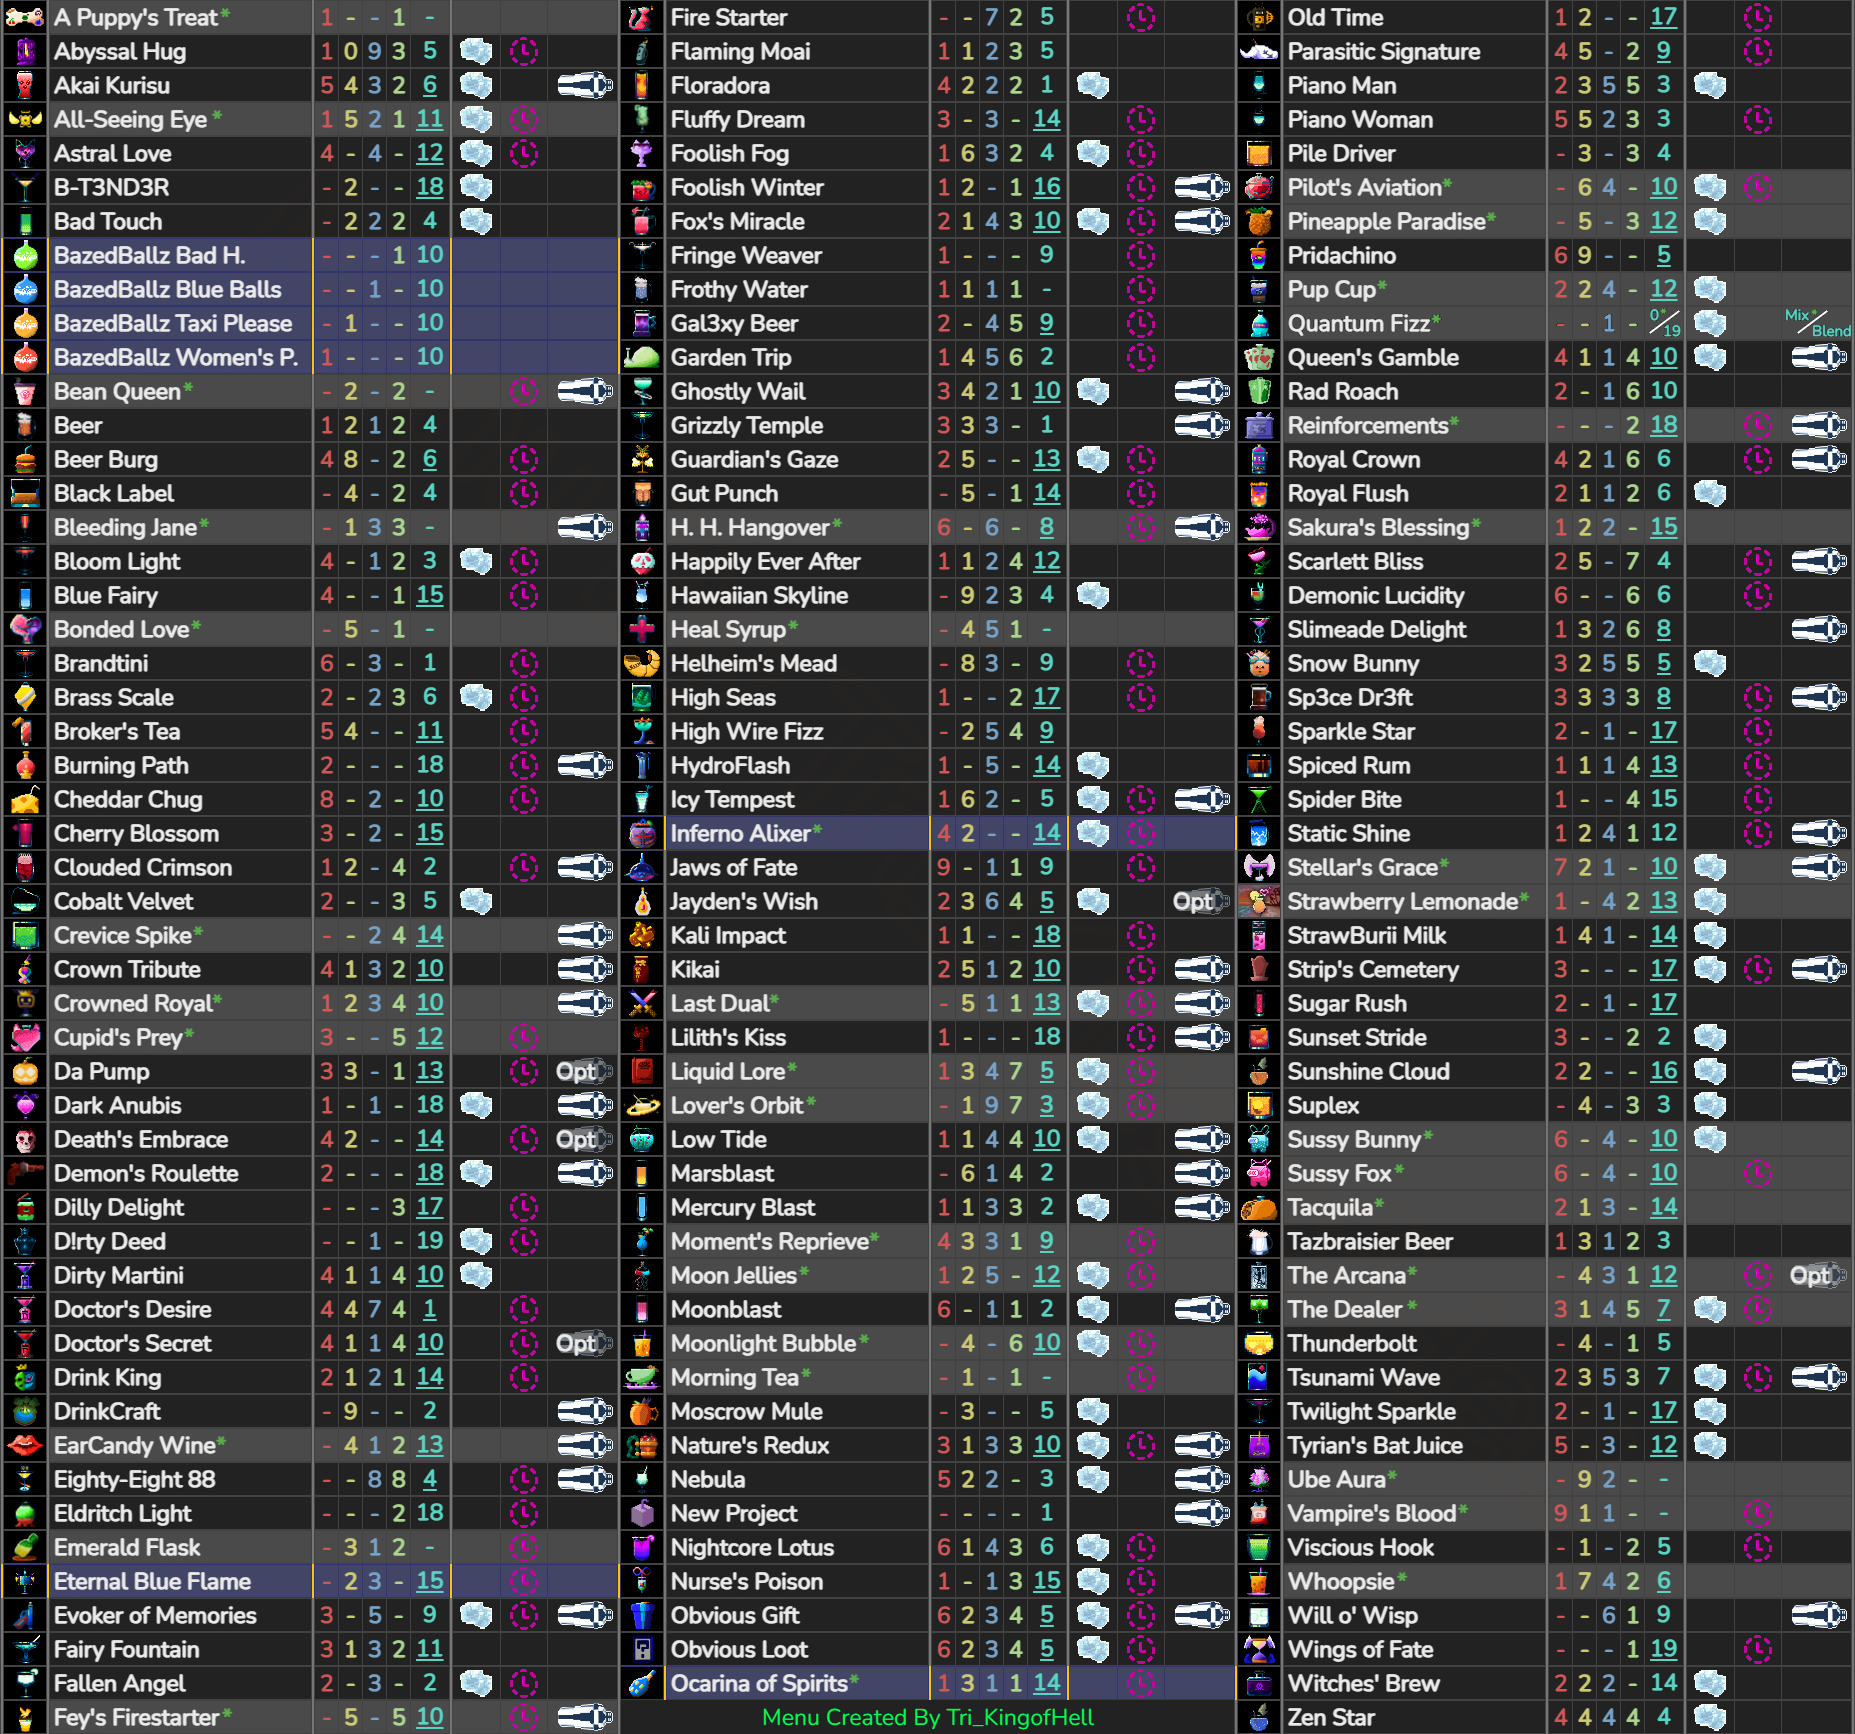 A Puppy's Treat* 1 - - 1 -
Abyssal Hug 1 0 9 3 5
Akai Kurisu 5 4 3 2 6
All-Seeing Eye * 1 5 2 1 11
Astral Love 4 - 4 - 12
B-T3ND3R - 2 - - 18
Bad Touch - 2 2 2 4
BazedBallz Bad H. - - - 1 10
BazedBallz Blue Balls - - 1 - 10
BazedBallz Taxi Please - 1 - - 10
BazedBallz Women's P. 1 - - - 10
Bean Queen* - 2 - 2 -
Beer 1 2 1 2 4
Beer Burg 4 8 - 2 6
Black Label - 4 - 2 4
Bleeding Jane* - 1 3 3 -
Bloom Light 4 - 1 2 3
Blue Fairy 4 - - 1 15
Bonded Love* - 5 - 1 -
Brandtini 6 - 3 - 1
Brass Scale 2 - 2 3 6
Broker's Tea 5 4 - - 11
Burning Path 2 - - - 18
Cheddar Chug 8 - 2 - 10
Cherry Blossom 3 - 2 - 15
Clouded Crimson 1 2 - 4 2
Cobalt Velvet 2 - - 3 5
Crevice Spike* - - 2 4 14
Crown Tribute 4 1 3 2 10
Crowned Royal* 1 2 3 4 10
Cupid's Prey* 3 - - 5 12
Da Pump 3 3 - 1 13 Opt
Dark Anubis 1 - 1 - 18
Death's Embrace 4 2 - - 14 Opt
Demon's Roulette 2 - - - 18
Dilly Delight - - - 3 17
D!rty Deed - - 1 - 19
Dirty Martini 4 1 1 4 10
Doctor's Desire 4 4 7 4 1
Doctor's Secret 4 1 1 4 10 Opt
Drink King 2 1 2 1 14
DrinkCraft - 9 - - 2
EarCandy Wine* - 4 1 2 13
Eighty-Eight 88 - - 8 8 4
Eldritch Light - - - 2 18
Emerald Flask - 3 1 2 -
Eternal Blue Flame - 2 3 - 15
Evoker of Memories 3 - 5 - 9
Fairy Fountain 3 1 3 2 11
Fallen Angel 2 - 3 - 2
Fey's Firestarter* - 5 - 5 10
Fire Starter - - 7 2 5
Flaming Moai 1 1 2 3 5
Floradora 4 2 2 2 1
Fluffy Dream 3 - 3 - 14
Foolish Fog 1 6 3 2 4
Foolish Winter 1 2 - 1 16
Fox's Miracle 2 1 4 3 10
Fringe Weaver 1 - - - 9
Frothy Water 1 1 1 1 -
Gal3xy Beer 2 - 4 5 9
Garden Trip 1 4 5 6 2
Ghostly Wail 3 4 2 1 10
Grizzly Temple 3 3 3 - 1
Guardian's Gaze 2 5 - - 13
Gut Punch - 5 - 1 14
H. H. Hangover* 6 - 6 - 8
Happily Ever After 1 1 2 4 12
Hawaiian Skyline - 9 2 3 4
Heal Syrup* - 4 5 1 -
Helheim's Mead - 8 3 - 9
High Seas 1 - - 2 17
High Wire Fizz - 2 5 4 9
HydroFlash 1 - 5 - 14
Icy Tempest 1 6 2 - 5
Inferno Alixer* 4 2 - - 14
Jaws of Fate 9 - 1 1 9
Jayden's Wish 2 3 6 4 5 Opt
Kali Impact 1 1 - - 18
Kikai 2 5 1 2 10
Last Dual* - 5 1 1 13
Lilith's Kiss 1 - - - 18
Liquid Lore* 1 3 4 7 5
Lover's Orbit* - 1 9 7 3
Low Tide 1 1 4 4 10
Marsblast - 6 1 4 2
Mercury Blast 1 1 3 3 2
Moment's Reprieve* 4 3 3 1 9
Moon Jellies* 1 2 5 - 12
Moonblast 6 - 1 1 2
Moonlight Bubble* - 4 - 6 10
Morning Tea* - 1 - 1 -
Moscrow Mule - 3 - - 5
Nature's Redux 3 1 3 3 10
Nebula 5 2 2 - 3
New Project - - - - 1
Nightcore Lotus 6 1 4 3 6
Nurse's Poison 1 - 1 3 15
Obvious Gift 6 2 3 4 5
Obvious Loot 6 2 3 4 5
Ocarina of Spirits* 1 3 1 1 14
Menu Created By Tri_KingofHell
Old Time 1 2 - - 17
Parasitic Signature 4 5 - 2 9
Piano Man 2 3 5 5 3
Piano Woman 5 5 2 3 3
Pile Driver - 3 - 3 4
Pilot's Aviation* - 6 4 - 10
Pineapple Paradise* - 5 - 3 12
Pridachino 6 9 - - 5
Pup Cup* 2 2 4 - 12
Quantum Fizz* - - 1 - 0*/19 Mix*/Blend
Queen's Gamble 4 1 1 4 10
Rad Roach 2 - 1 6 10
Reinforcements* - - - 2 18
Royal Crown 4 2 1 6 6
Royal Flush 2 1 1 2 6
Sakura's Blessing* 1 2 2 - 15
Scarlett Bliss 2 5 - 7 4
Demonic Lucidity 6 - - 6 6
Slimeade Delight 1 3 2 6 8
Snow Bunny 3 2 5 5 5
Sp3ce Dr3ft 3 3 3 3 8
Sparkle Star 2 - 1 - 17
Spiced Rum 1 1 1 4 13
Spider Bite 1 - - 4 15
Static Shine 1 2 4 1 12
Stellar's Grace* 7 2 1 - 10
Strawberry Lemonade* 1 - 4 2 13
StrawBurii Milk 1 4 1 - 14
Strip's Cemetery 3 - - - 17
Sugar Rush 2 - 1 - 17
Sunset Stride 3 - - 2 2
Sunshine Cloud 2 2 - - 16
Suplex - 4 - 3 3
Sussy Bunny* 6 - 4 - 10
Sussy Fox* 6 - 4 - 10
Tacquila* 2 1 3 - 14
Tazbraisier Beer 1 3 1 2 3
The Arcana* - 4 3 1 12 Opt
The Dealer* 3 1 4 5 7
Thunderbolt - 4 - 1 5
Tsunami Wave 2 3 5 3 7
Twilight Sparkle 2 - 1 - 17
Tyrian's Bat Juice 5 - 3 - 12
Ube Aura* - 9 2 - -
Vampire's Blood* 9 1 1 - -
Viscious Hook - 1 - 2 5
Whoopsie* 1 7 4 2 6
Will o' Wisp - - 6 1 9
Wings of Fate - - - 1 19
Witches' Brew 2 2 2 - 14
Zen Star 4 4 4 4 4